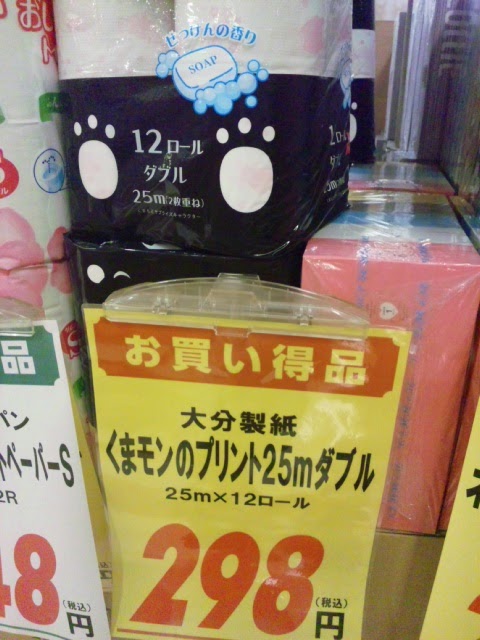 せっけんの香り
SOAP
12ロール
ダブル
25m(2枚重ね)
お買い得品
大分製紙
くまモンのプリント25mダブル
25m×12ロール
298
(税込)
円
品
パン
ペーパーS
2R
48
(税込)
円